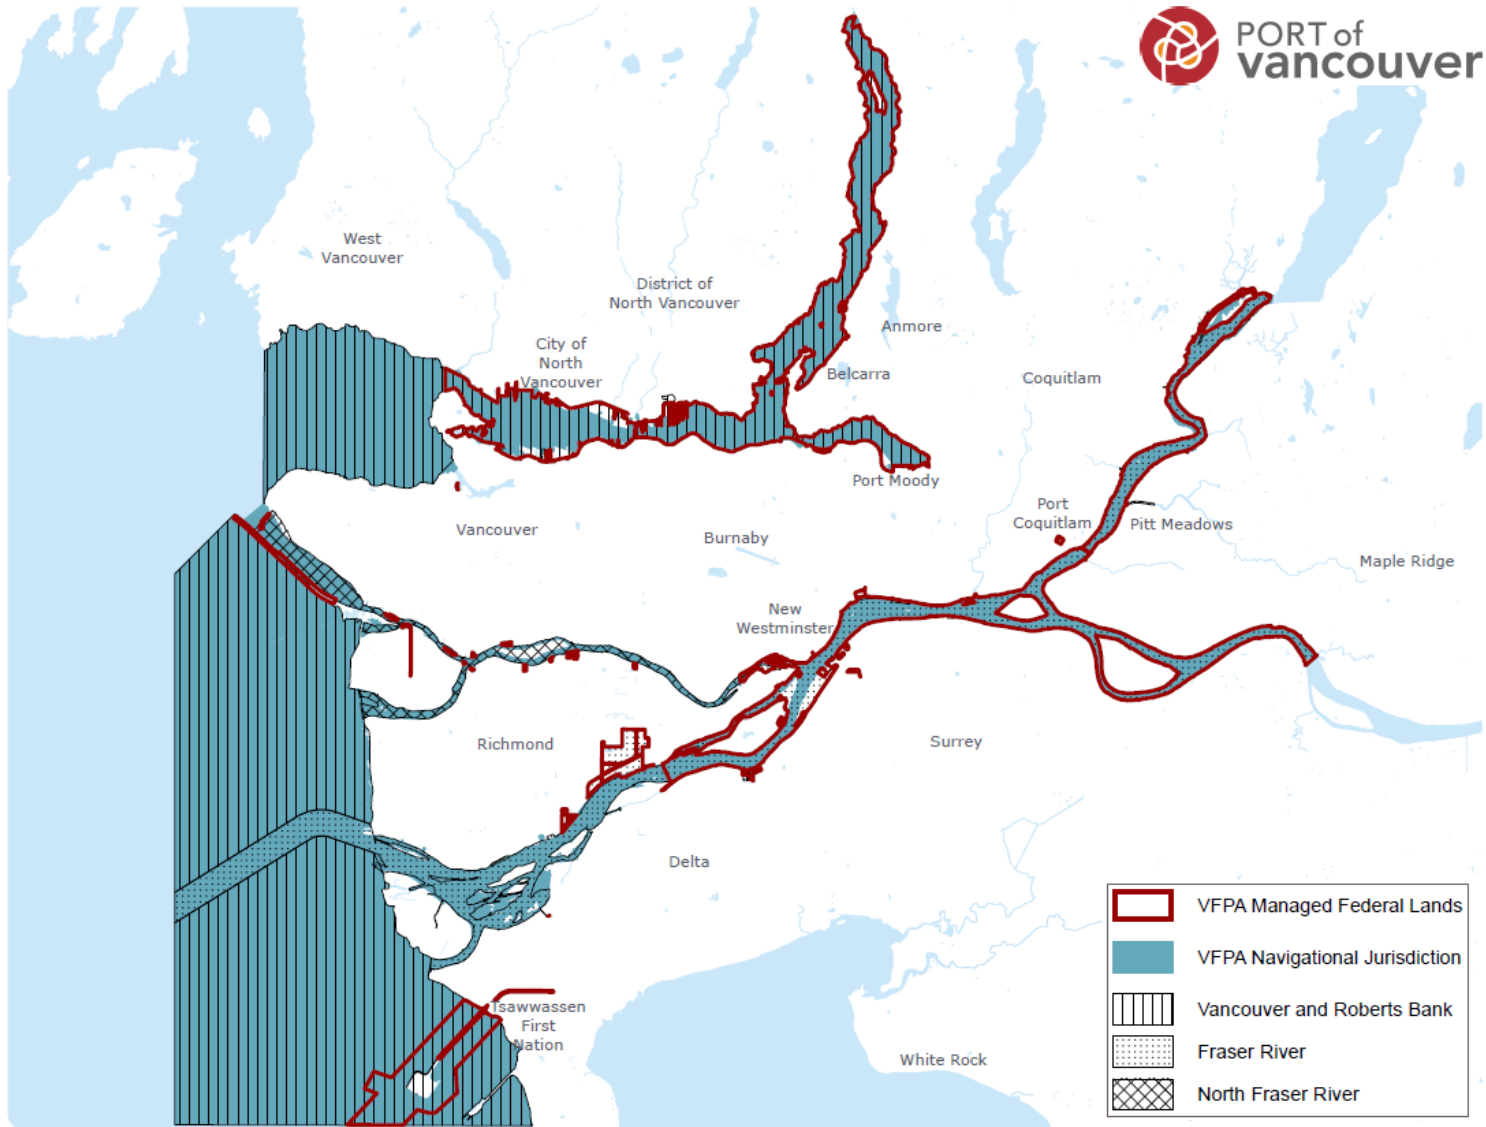 PORT of
vancouver
West
Vancouver
District of
North Vancouver
Anmore
City of
North
Vancouver
Belcarra
Coquitlam
Port Moody
Port
Coquitlam
Pitt Meadows
Vancouver
Burnaby
Maple Ridge
New
Westminster
Richmond
Surrey
Delta
Tsawwassen
First
Nation
White Rock
VFPA Managed Federal Lands
VFPA Navigational Jurisdiction
Vancouver and Roberts Bank
Fraser River
North Fraser River